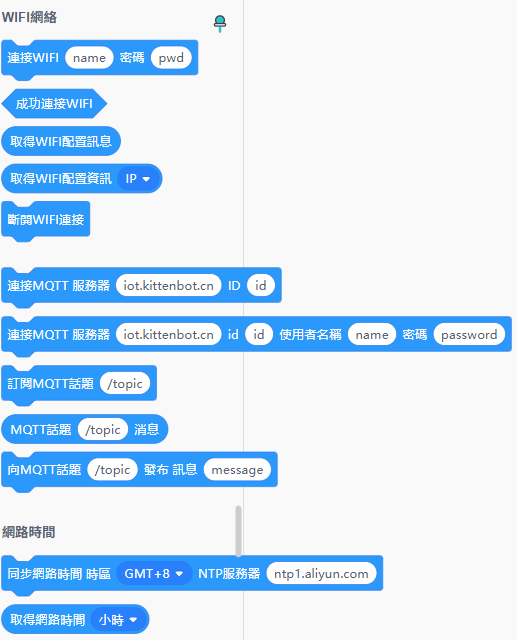 WIFI網絡
連接WIFI name 密碼 pwd
成功連接WIFI
取得WIFI配置訊息
取得WIFI配置資訊 IP
斷開WIFI連接
連接MQTT 服務器 iot.kittenbot.cn ID id
連接MQTT 服務器 iot.kittenbot.cn id id 使用者名稱 name 密碼 password
訂閱MQTT話題 /topic
MQTT話題 /topic 消息
向MQTT話題 /topic 發布 訊息 message
網路時間
同步網路時間 時區 GMT+8 NTP服務器 ntp1.aliyun.com
取得網路時間 小時